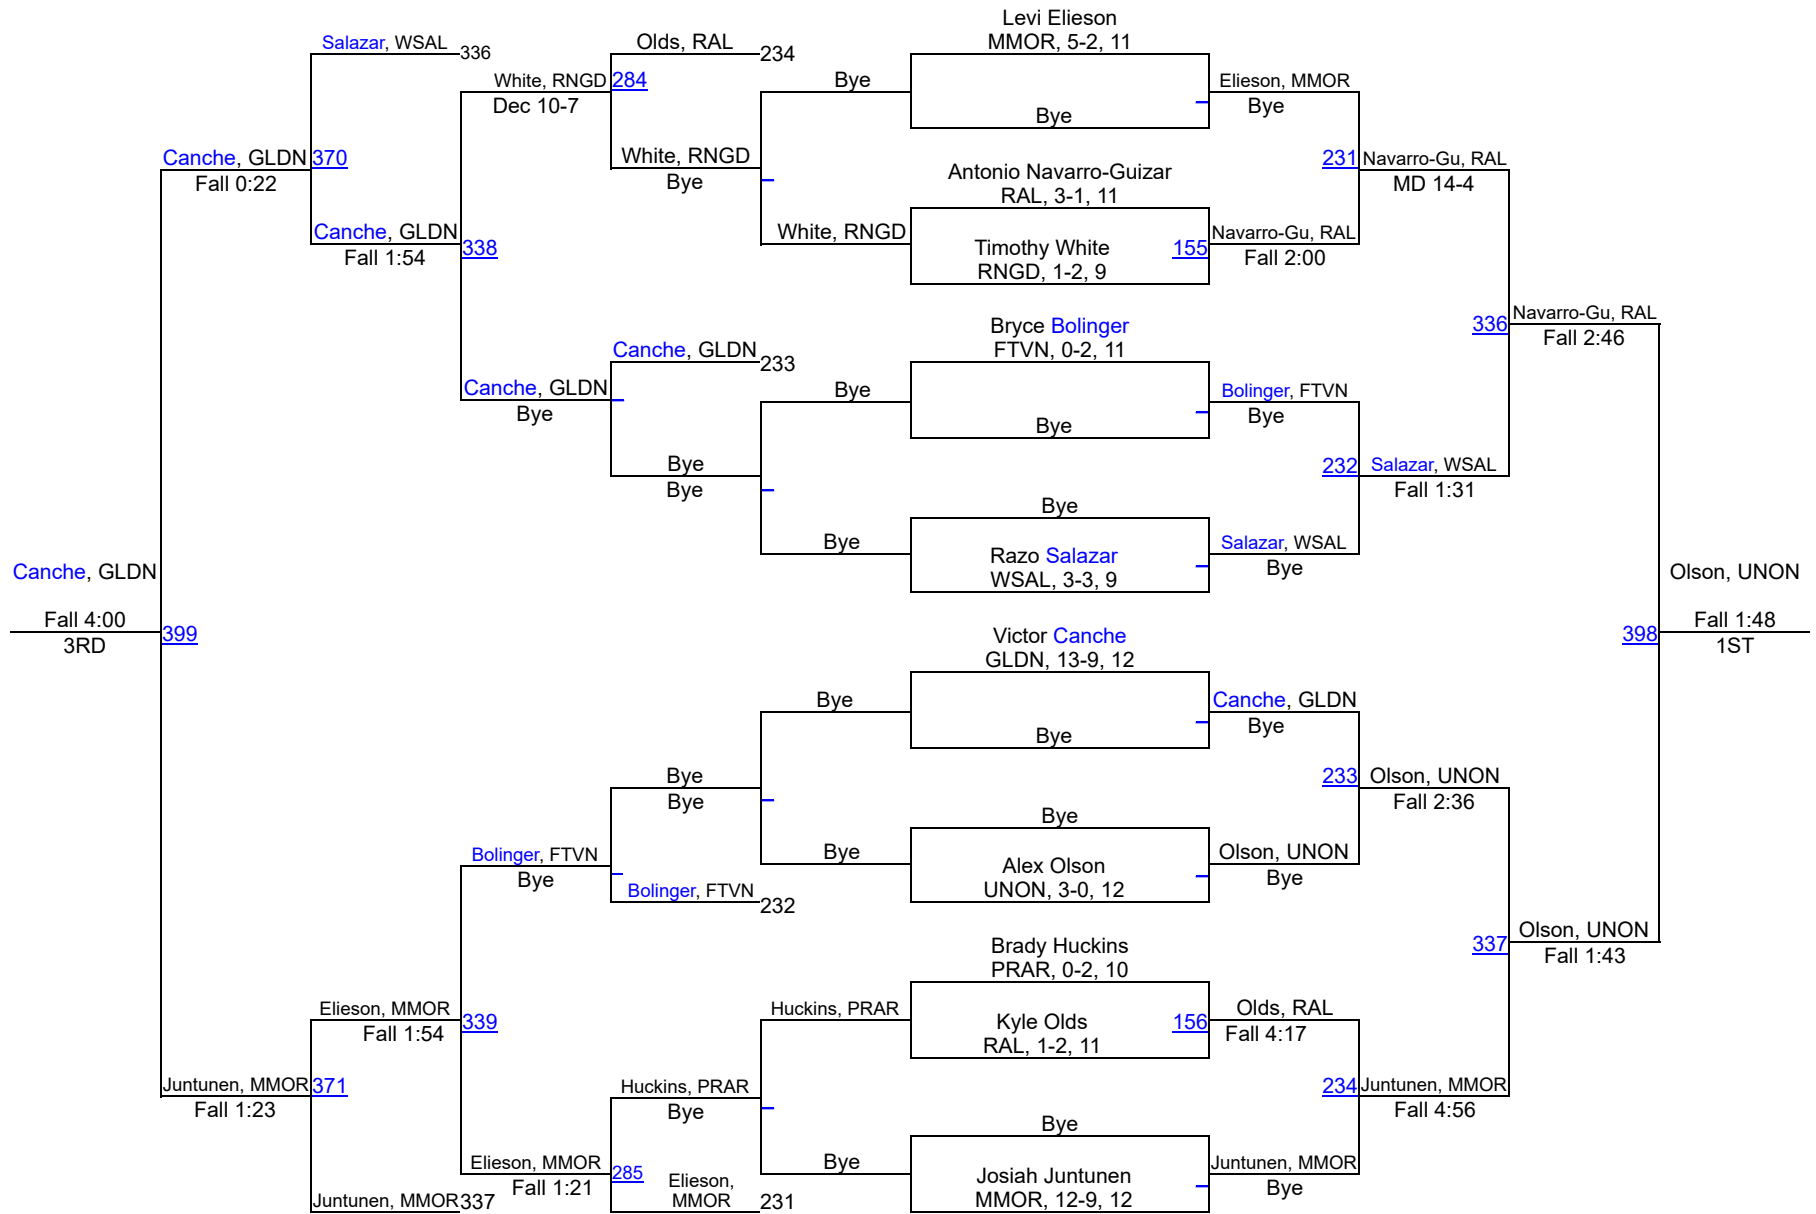 Levi Elieson
MMOR, 5-2, 11
Salazar, WSAL
336
Olds, RAL
234
White, RNGD
284
Dec 10-7
Bye
Elieson, MMOR
Bye
Bye
Canche, GLDN
370
Fall 0:22
White, RNGD
Bye
Antonio Navarro-Guizar
RAL, 3-1, 11
231
Navarro-Gu, RAL
MD 14-4
Canche, GLDN
338
Fall 1:54
White, RNGD
Timothy White
RNGD, 1-2, 9
155
Navarro-Gu, RAL
Fall 2:00
Bryce Bolinger
FTVN, 0-2, 11
336
Navarro-Gu, RAL
Fall 2:46
Canche, GLDN
233
Canche, GLDN
Bye
Bye
Bolinger, FTVN
Bye
Bye
Bye
Bye
232
Salazar, WSAL
Fall 1:31
Bye
Bye
Razo Salazar
WSAL, 3-3, 9
Salazar, WSAL
Bye
Canche, GLDN
Fall 4:00
3RD
399
Olson, UNON
Fall 1:48
1ST
398
Victor Canche
GLDN, 13-9, 12
Bye
Canche, GLDN
Bye
Bye
Bye
Bye
233
Olson, UNON
Fall 2:36
Bye
Bye
Alex Olson
UNON, 3-0, 12
Olson, UNON
Bye
Bolinger, FTVN
Bye
Bolinger, FTVN
232
Brady Huckins
PRAR, 0-2, 10
337
Olson, UNON
Fall 1:43
Elieson, MMOR
339
Fall 1:54
Huckins, PRAR
Kyle Olds
RAL, 1-2, 11
156
Olds, RAL
Fall 4:17
Juntunen, MMOR
371
Fall 1:23
Huckins, PRAR
Bye
234
Juntunen, MMOR
Fall 4:56
Bye
Elieson, MMOR
285
Fall 1:21
Bye
Josiah Juntunen
MMOR, 12-9, 12
Juntunen, MMOR
Bye
Juntunen, MMOR
337
Elieson,
MMOR
231